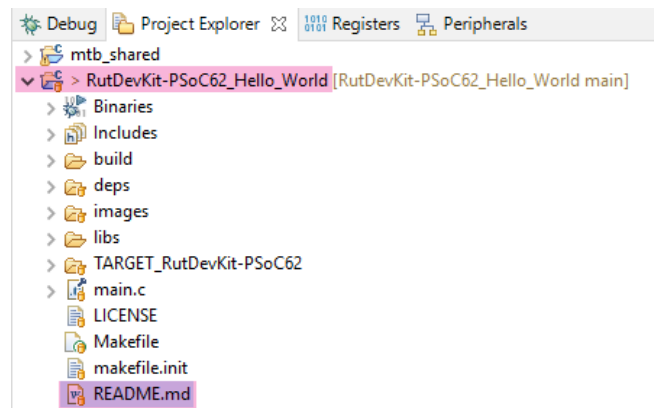 Debug Project Explorer Registers Peripherals
mtb_shared
> RutDevKit-PSoC62_Hello_World [RutDevKit-PSoC62_Hello_World main]
Binaries
Includes
build
deps
images
libs
TARGET_RutDevKit-PSoC62
main.c
LICENSE
Makefile
makefile.init
README.md